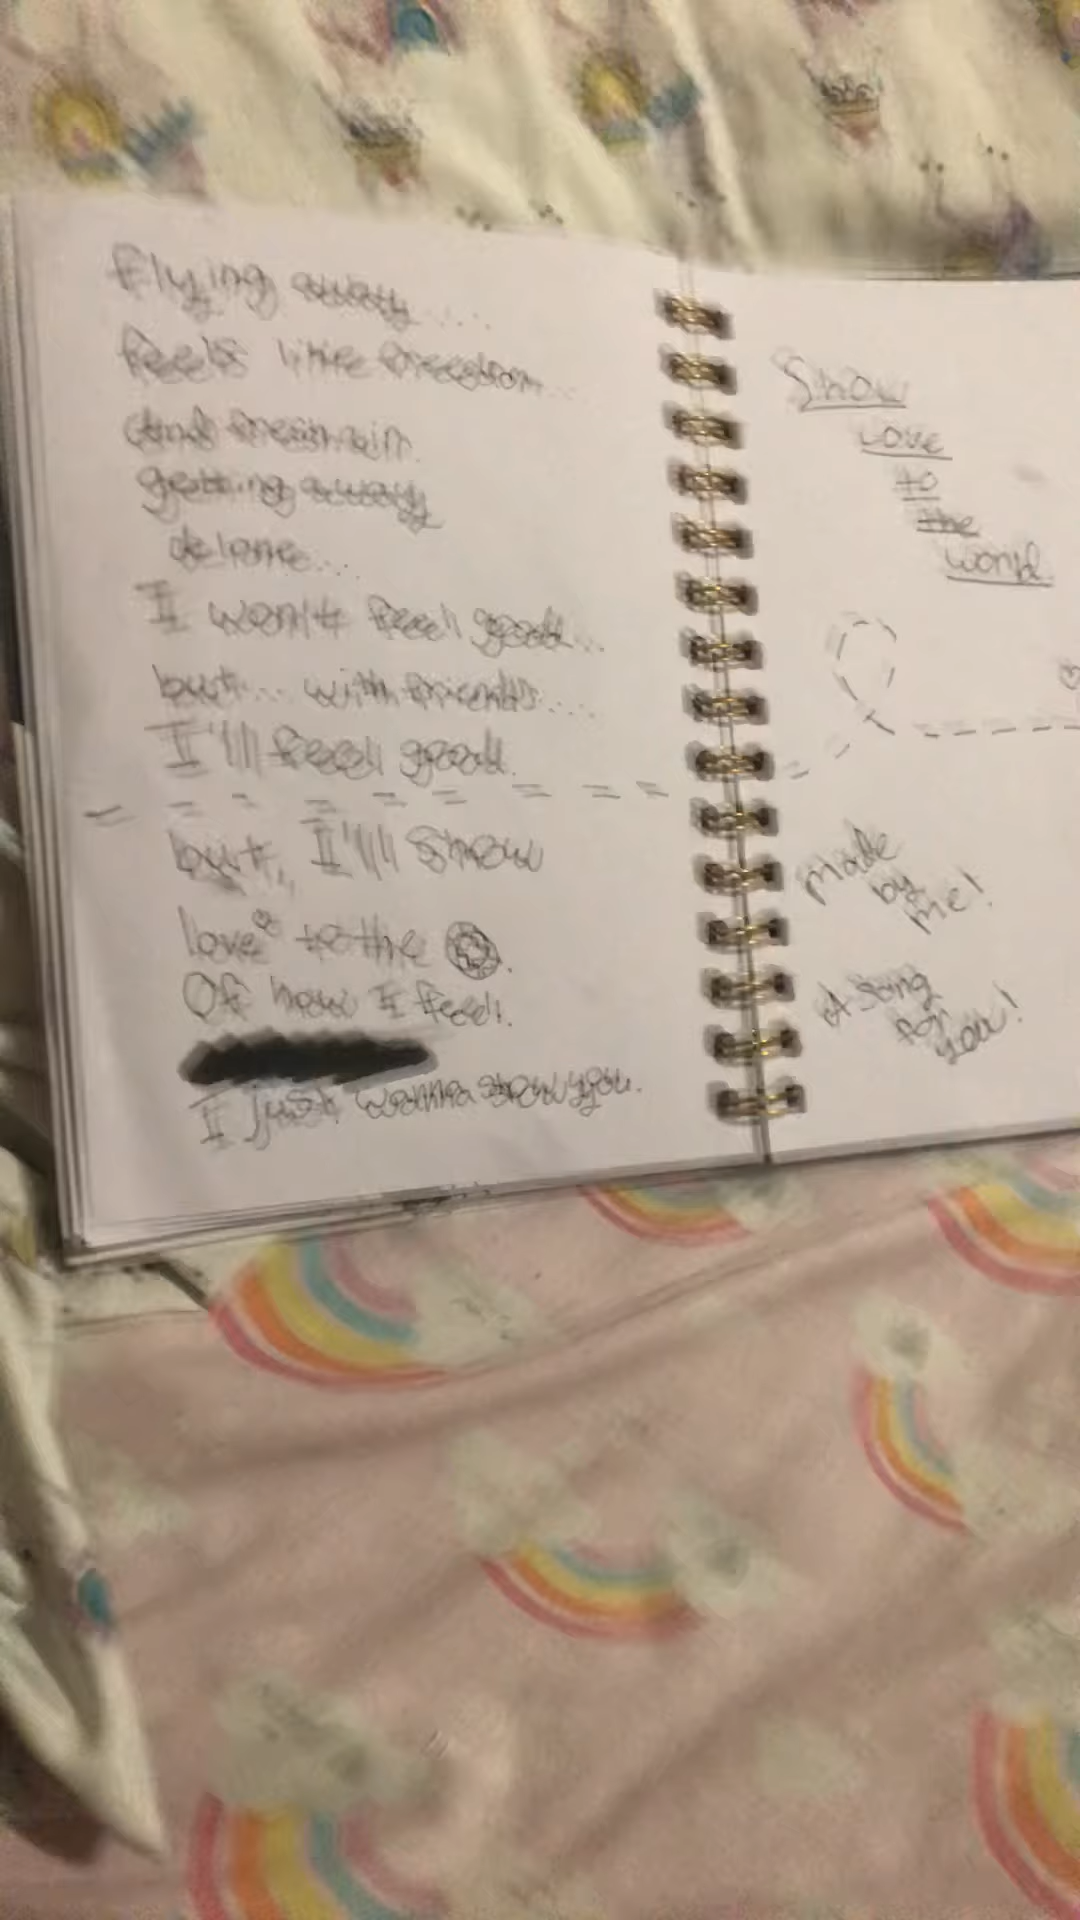 Flying away....
feels like freedom...
and
getting away
alone...
I won't feel good...
but... with friends....
I'll feel good.
but, I'll show
love to the
Of how I feel.
I just wanna show you.
Show
Love
to
the
world
made
by
me!
A song
for
you!